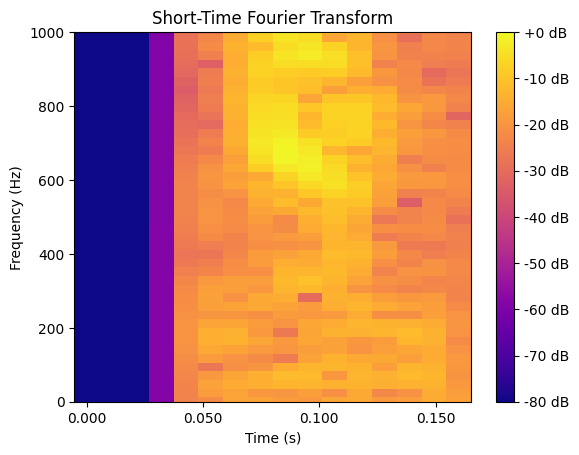 Short-Time Fourier Transform
1000
800
600
400
200
0
Frequency (Hz)
0.000
0.050
0.100
0.150
Time (s)
+0 dB
-10 dB
-20 dB
-30 dB
-40 dB
-50 dB
-60 dB
-70 dB
-80 dB